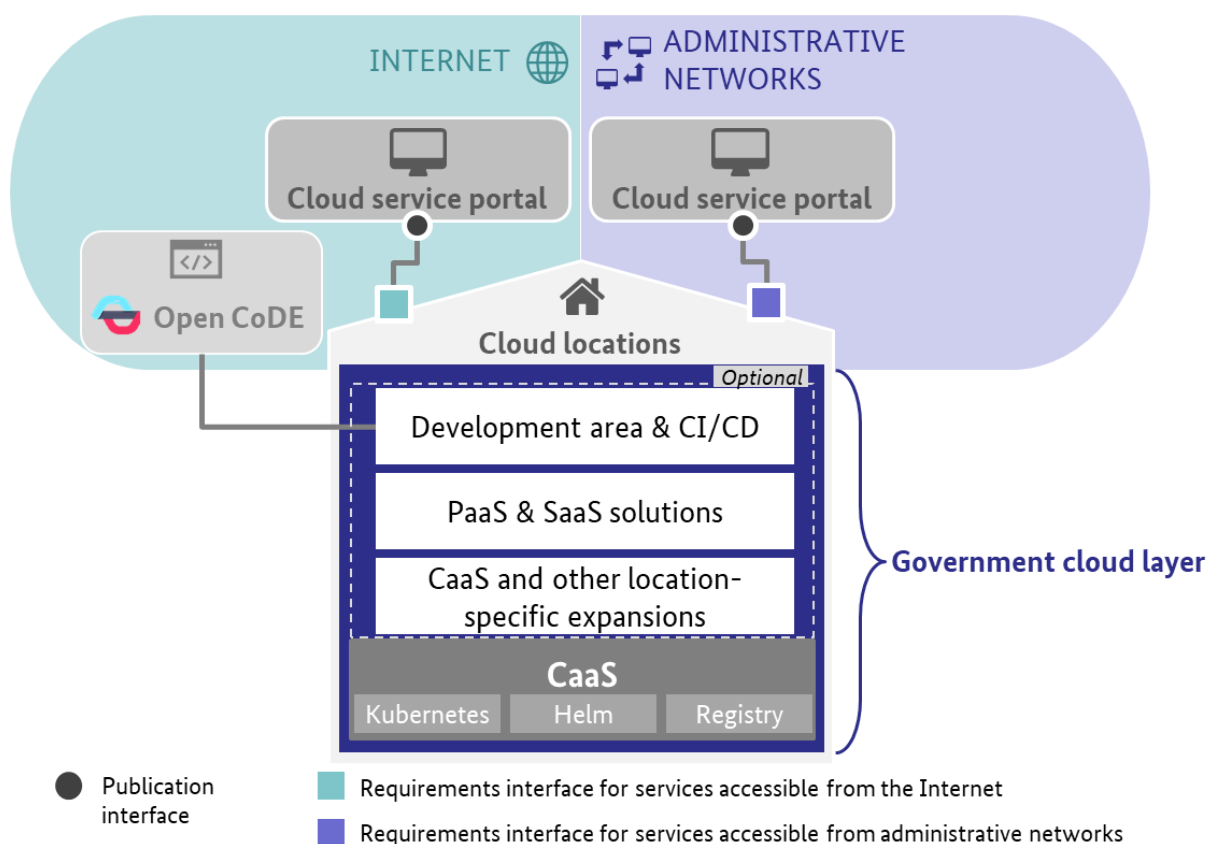 INTERNET
ADMINISTRATIVE
NETWORKS
Cloud service portal
Cloud service portal
</>
Open CoDE
Cloud locations
Optional
Development area & CI/CD
PaaS & SaaS solutions
CaaS and other location-
specific expansions
Government cloud layer
CaaS
Kubernetes
Helm
Registry
Publication
interface
Requirements interface for services accessible from the Internet
Requirements interface for services accessible from administrative networks